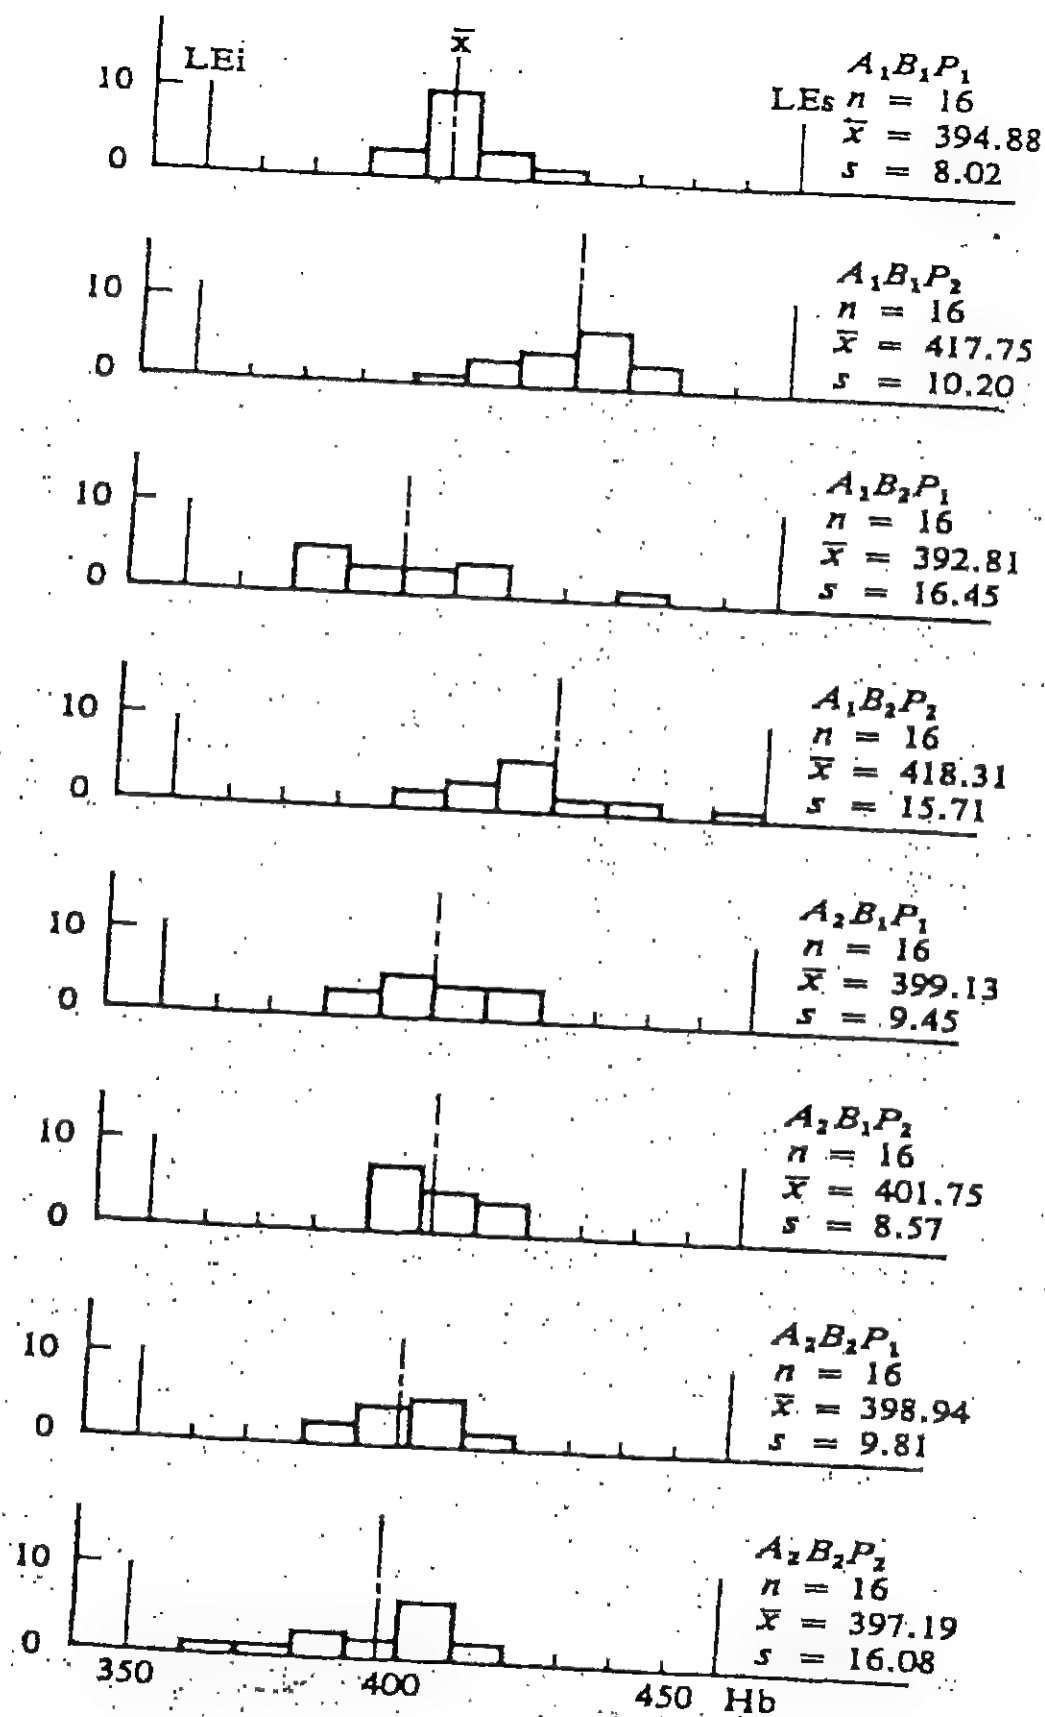 x̄
LEi
10
0
LEs
A₁B₁P₁
n = 16
x̄ = 394.88
s = 8.02
10
0
A₁B₁P₂
n = 16
x̄ = 417.75
s = 10.20
10
0
A₁B₂P₁
n = 16
x̄ = 392.81
s = 16.45
10
0
A₁B₂P₂
n = 16
x̄ = 418.31
s = 15.71
10
0
A₂B₁P₁
n = 16
x̄ = 399.13
s = 9.45
10
0
A₂B₁P₂
n = 16
x̄ = 401.75
s = 8.57
10
0
A₂B₂P₁
n = 16
x̄ = 398.94
s = 9.81
10
0
A₂B₂P₂
n = 16
x̄ = 397.19
s = 16.08
350 400 450 Hb